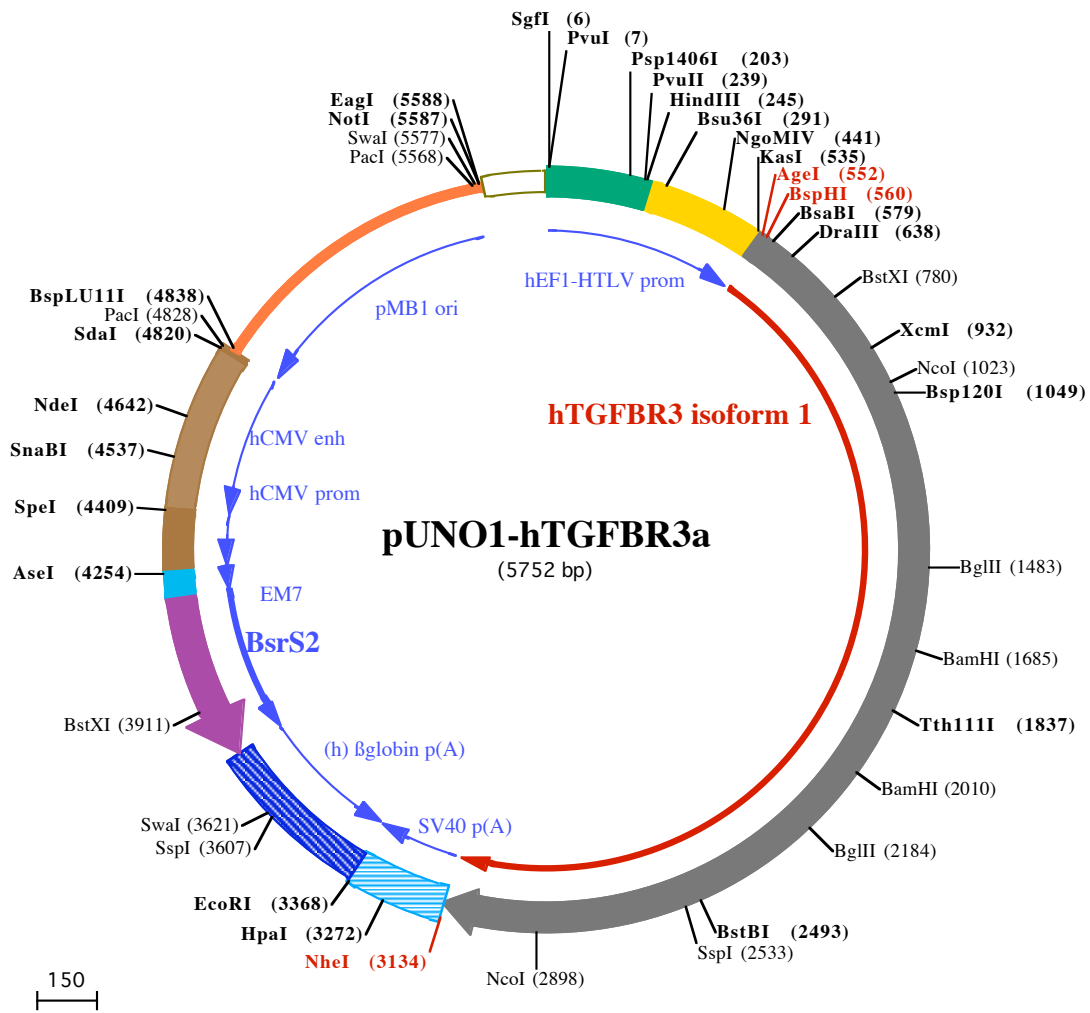 SgfI (6)
PvuI (7)
Psp1406I (203)
PvuII (239)
HindIII (245)
Bsu36I (291)
NgoMIV (441)
KasI (535)
AgeI (552)
BspHI (560)
BsaBI (579)
DraIII (638)
BstXI (780)
XcmI (932)
NcoI (1023)
Bsp120I (1049)
BglII (1483)
BamHI (1685)
Tth111I (1837)
BamHI (2010)
BglII (2184)
BstBI (2493)
SspI (2533)
NcoI (2898)
NheI (3134)
HpaI (3272)
EcoRI (3368)
SspI (3607)
SwaI (3621)
BstXI (3911)
AseI (4254)
SpeI (4409)
SnaBI (4537)
NdeI (4642)
SdaI (4820)
PacI (4828)
BspLU11I (4838)
PacI (5568)
SwaI (5577)
NotI (5587)
EagI (5588)
hEF1-HTLV prom
pMB1 ori
hTGFBR3 isoform 1
hCMV enh
hCMV prom
pUNO1-hTGFBR3a
(5752 bp)
EM7
BsrS2
(h) ßglobin p(A)
SV40 p(A)
150